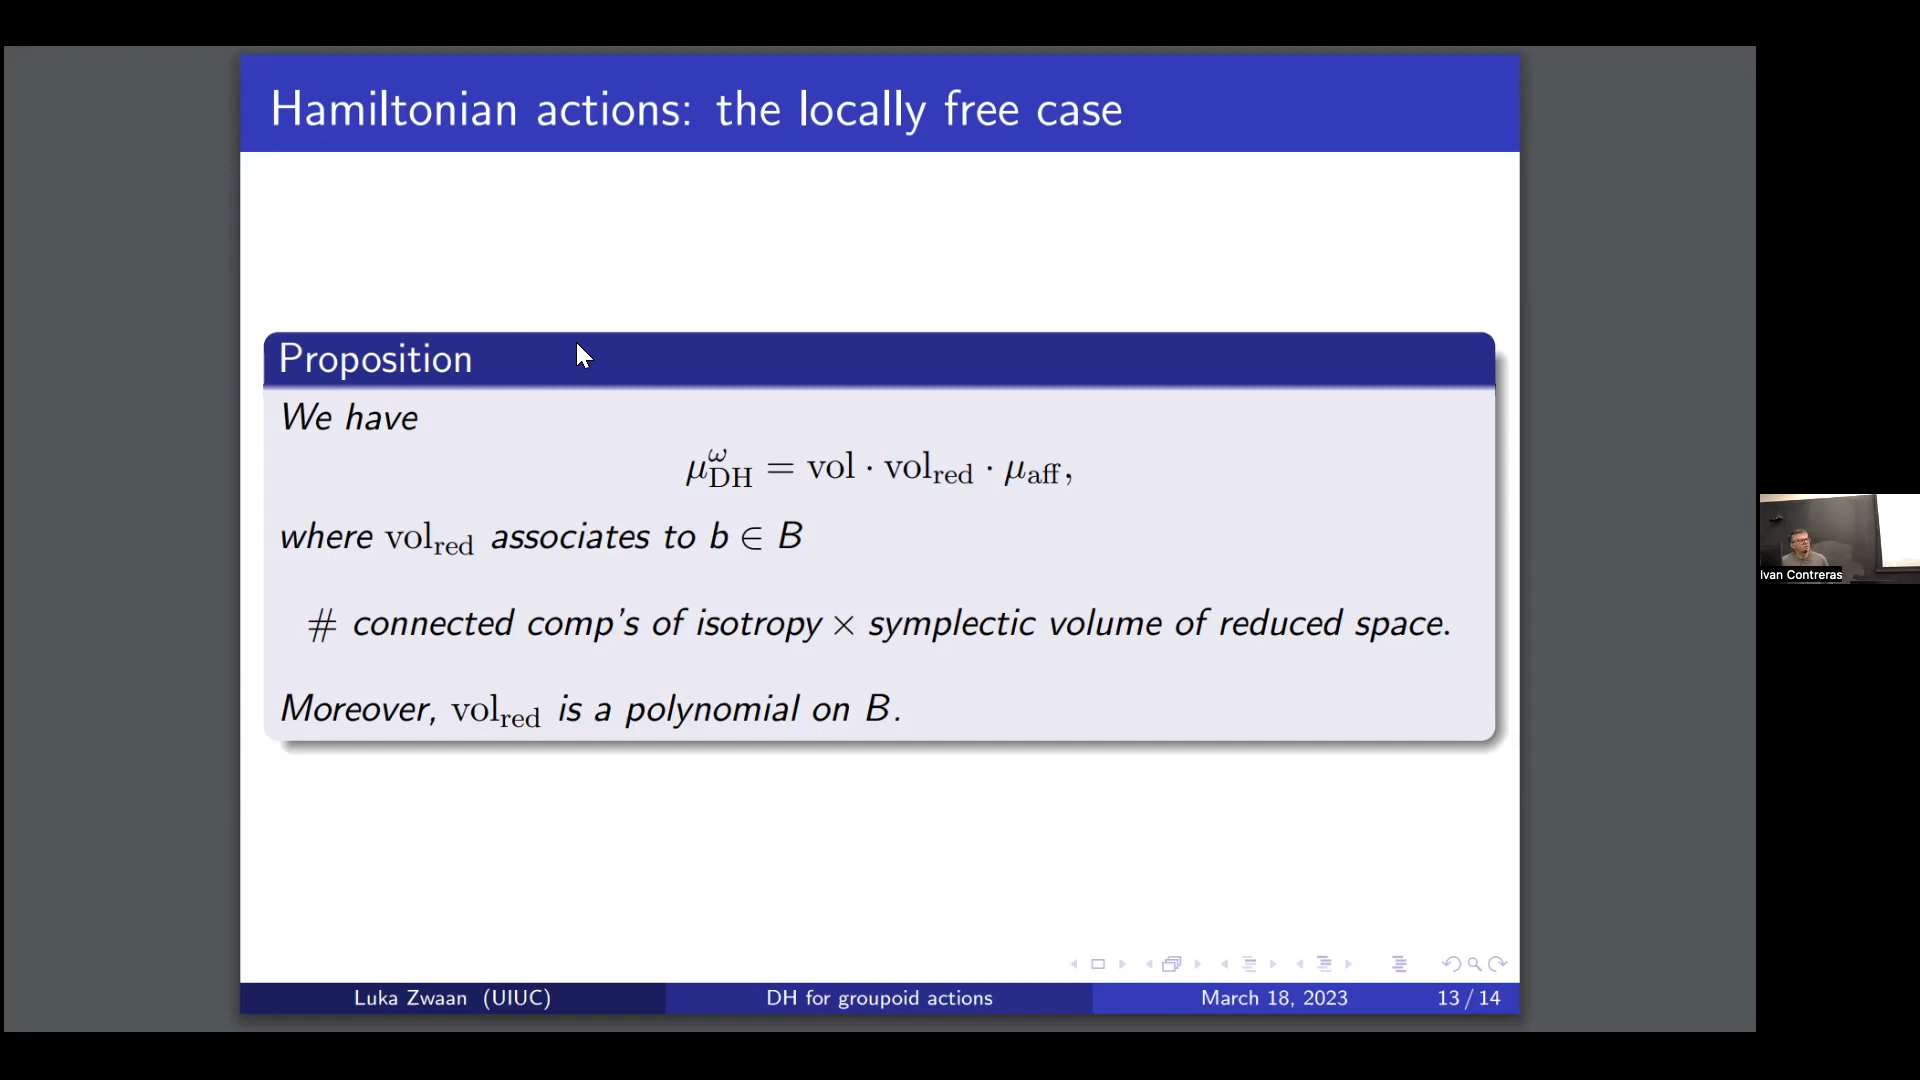 Hamiltonian actions: the locally free case
Proposition
We have
μ^ω_DH = vol · vol_red · μ_aff,
where vol_red associates to b ∈ B
# connected comp's of isotropy × symplectic volume of reduced space.
Moreover, vol_red is a polynomial on B.
Ivan Contreras
Luka Zwaan (UIUC) DH for groupoid actions March 18, 2023 13 / 14